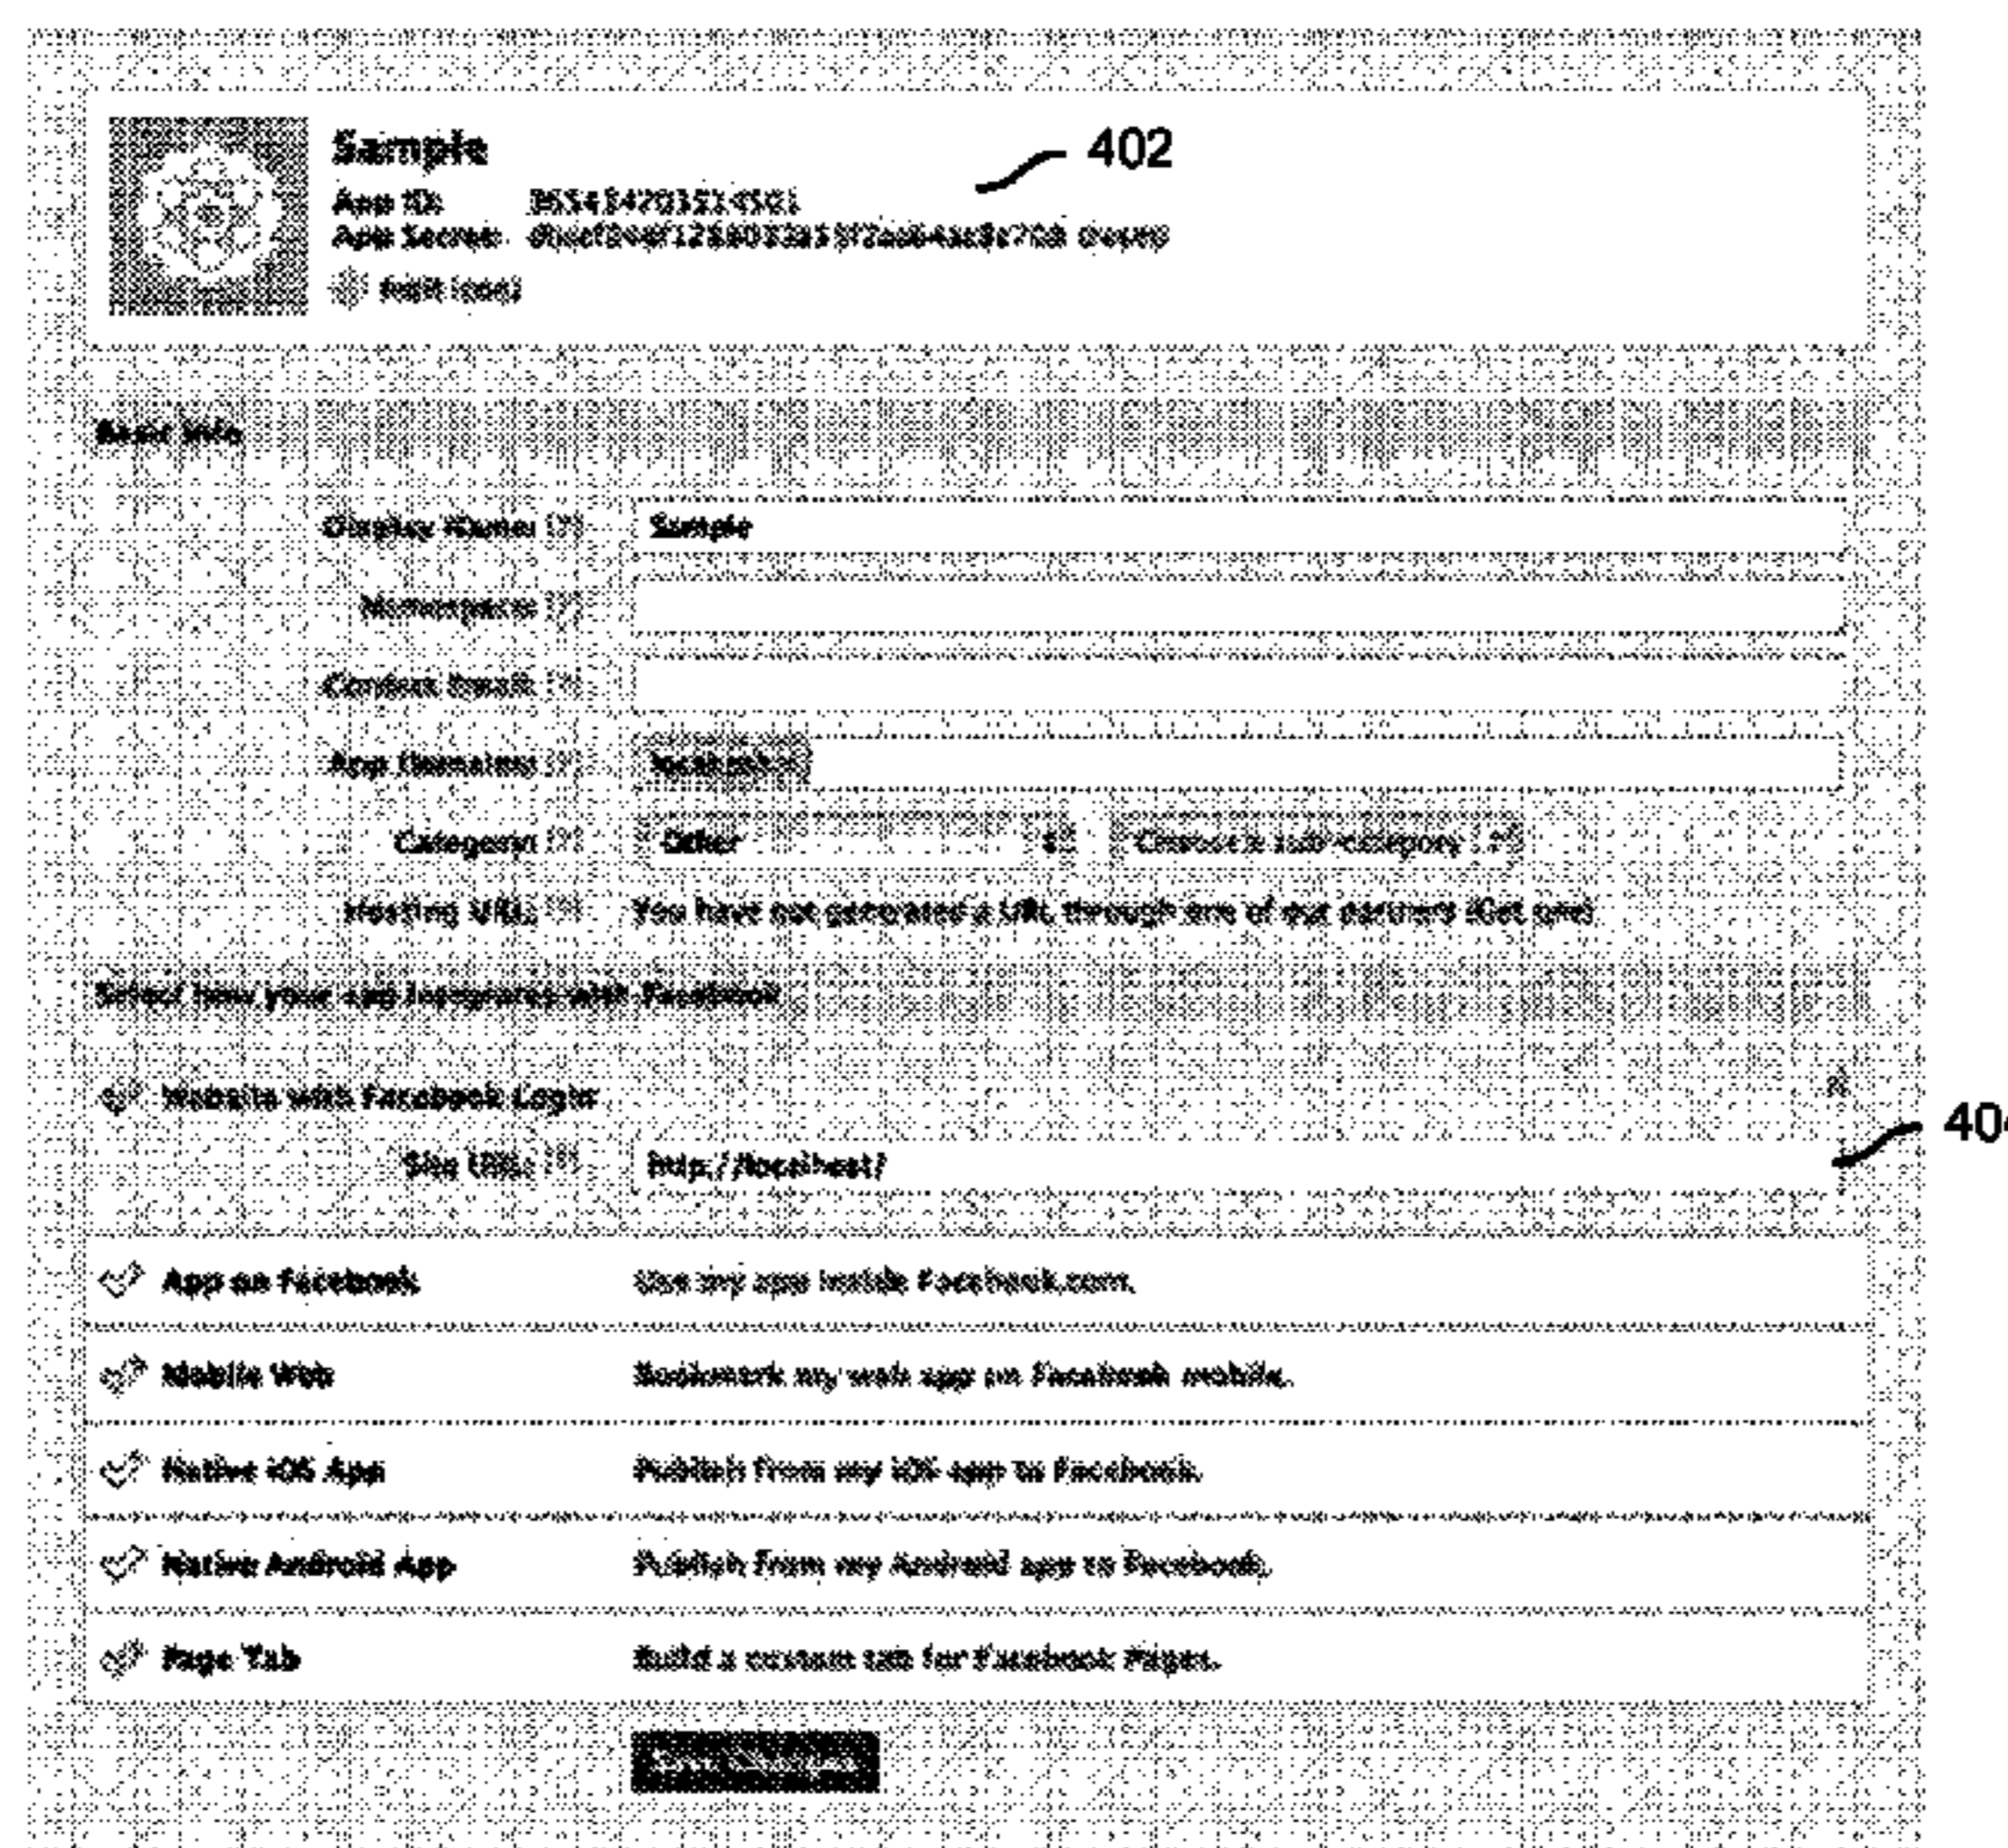 Sample
402
App ID:
App Secret: (reset)
(edit icon)
Basic Info
Display Name: [?] Sample
Namespace: [?]
Contact Email: [?]
App Domains: [?] localhost
Category: [?] Other Choose a sub-category
Hosting URL: [?] You have not generated a URL through one of our partners (Get one)
Select how your app integrates with Facebook
Website with Facebook Login
404
Site URL: [?] http://localhost/
App on Facebook Use my app inside Facebook.com.
Mobile Web Bookmark my web app on Facebook mobile.
Native iOS App Publish from my iOS app to Facebook.
Native Android App Publish from my Android app to Facebook.
Page Tab Build a custom tab for Facebook Pages.
Save Changes